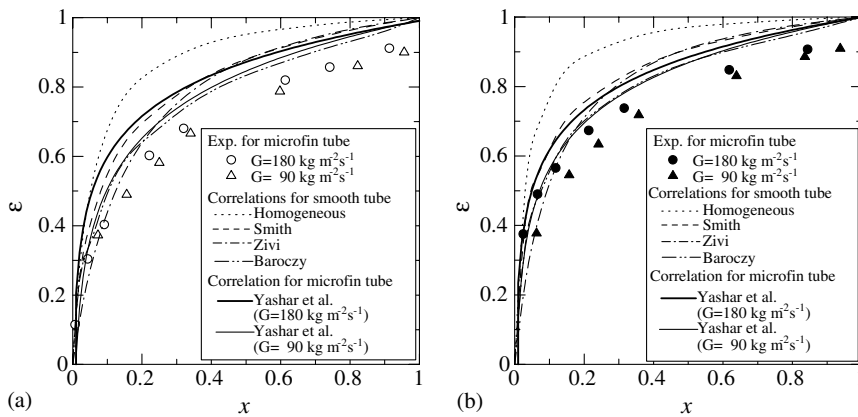 1
0.8
0.6
0.4
0.2
0
ε
0
0.2
0.4
0.6
0.8
1
x
(a)
Exp. for microfin tube
G=180 kg m⁻²s⁻¹
G= 90 kg m⁻²s⁻¹
Correlations for smooth tube
Homogeneous
Smith
Zivi
Baroczy
Correlation for microfin tube
Yashar et al.
(G=180 kg m⁻²s⁻¹)
Yashar et al.
(G= 90 kg m⁻²s⁻¹)
1
0.8
0.6
0.4
0.2
0
ε
0
0.2
0.4
0.6
0.8
1
x
(b)
Exp. for microfin tube
G=180 kg m⁻²s⁻¹
G= 90 kg m⁻²s⁻¹
Correlations for smooth tube
Homogeneous
Smith
Zivi
Baroczy
Correlation for microfin tube
Yashar et al.
(G=180 kg m⁻²s⁻¹)
Yashar et al.
(G= 90 kg m⁻²s⁻¹)